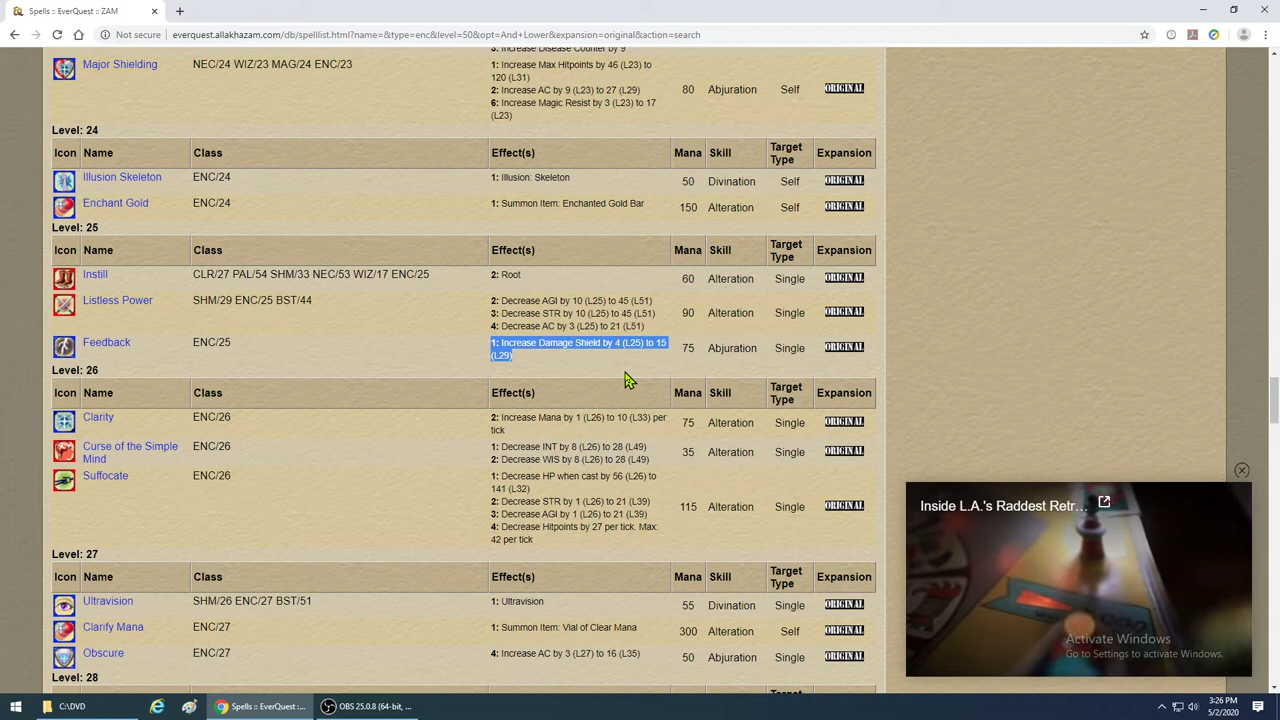 Spells :: EverQuest :: ZAM
Not secure everquest.allakhazam.com/db/spelllist.html?name=&type=enc&level=50&opt=And+Lower&expansion=original&action=search
3: Increase Disease Counter by 9
Major Shielding NEC/24 WIZ/23 MAG/24 ENC/23 1: Increase Max Hitpoints by 46 (L23) to
120 (L31)
2: Increase AC by 9 (L23) to 27 (L29) 80 Abjuration Self ORIGINAL
6: Increase Magic Resist by 3 (L23) to 17
(L23)
Level: 24
Icon Name Class Effect(s) Mana Skill Target Type Expansion
Illusion Skeleton ENC/24 1: Illusion: Skeleton 50 Divination Self ORIGINAL
Enchant Gold ENC/24 1: Summon Item: Enchanted Gold Bar 150 Alteration Self ORIGINAL
Level: 25
Icon Name Class Effect(s) Mana Skill Target Type Expansion
Instill CLR/27 PAL/54 SHM/33 NEC/53 WIZ/17 ENC/25 2: Root 60 Alteration Single ORIGINAL
Listless Power SHM/29 ENC/25 BST/44 2: Decrease AGI by 10 (L25) to 45 (L51)
3: Decrease STR by 10 (L25) to 45 (L51) 90 Alteration Single ORIGINAL
4: Decrease AC by 3 (L25) to 21 (L51)
Feedback ENC/25 1: Increase Damage Shield by 4 (L25) to 15 75 Abjuration Single ORIGINAL
(L29)
Level: 26
Icon Name Class Effect(s) Mana Skill Target Type Expansion
Clarity ENC/26 2: Increase Mana by 1 (L26) to 10 (L33) per 75 Alteration Single ORIGINAL
tick
Curse of the Simple ENC/26 1: Decrease INT by 8 (L26) to 28 (L49) 35 Alteration Single ORIGINAL
Mind 2: Decrease WIS by 8 (L26) to 28 (L49)
Suffocate ENC/26 1: Decrease HP when cast by 56 (L26) to
141 (L32)
2: Decrease STR by 1 (L26) to 21 (L39) 115 Alteration Single ORIGINAL
3: Decrease AGI by 1 (L26) to 21 (L39)
4: Decrease Hitpoints by 27 per tick. Max:
42 per tick
Inside L.A.'s Raddest Retr...
Level: 27
Icon Name Class Effect(s) Mana Skill Target Type Expansion
Ultravision SHM/26 ENC/27 BST/51 1: Ultravision 55 Divination Single ORIGINAL
Clarify Mana ENC/27 1: Summon Item: Vial of Clear Mana 300 Alteration Self ORIGINAL
Obscure ENC/27 4: Increase AC by 3 (L27) to 16 (L35) 50 Abjuration Single ORIGINAL
Activate Windows
Go to Settings to activate Windows.
Level: 28
Target
C:\DVD
Spells :: EverQuest ::...
OBS 25.0.8 (64-bit, ...
3:26 PM
5/2/2020